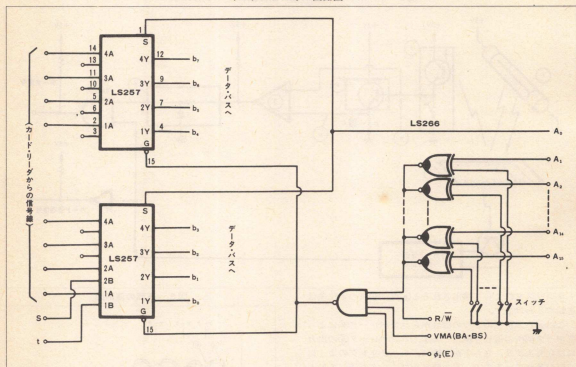 1
S
14 4A
13
11 3A
10
5 2A
6
2 1A
3
LS257
4Y 12 b₇
3Y 9 b₆
2Y 7 b₅
1Y 4 b₄
G
15
データ・バスへ
カード・リーダからの信号線
S
4A
3A
LS257
2A
2B
1A
1B
4Y b₃
3Y b₂
2Y b₁
1Y b₀
G
15
データ・バスへ
S
t
LS266
A₀
A₁
A₂
A₁₄
A₁₅
スイッチ
R/W̅
VMA(BA・BS)
φ₂(E)